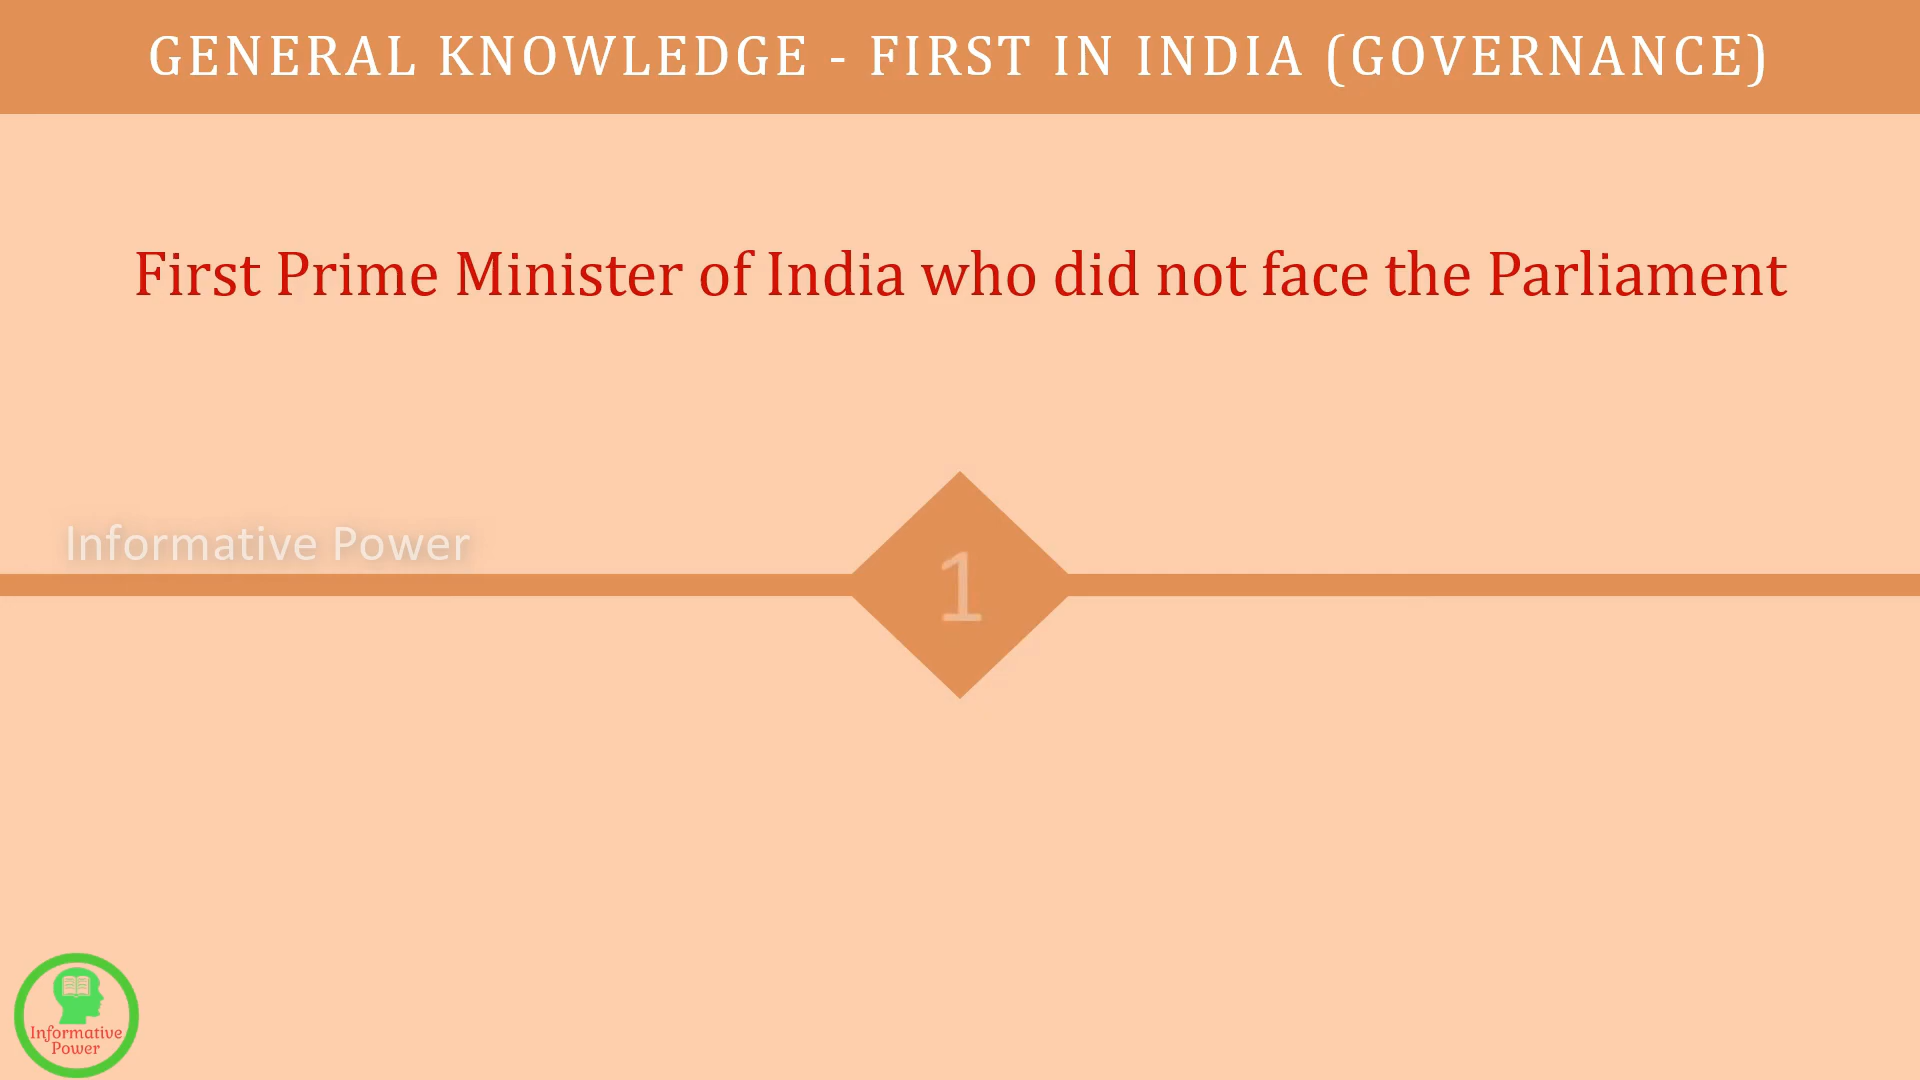 GENERAL KNOWLEDGE - FIRST IN INDIA (GOVERNANCE)
First Prime Minister of India who did not face the Parliament
Informative Power
1
Informative
Power